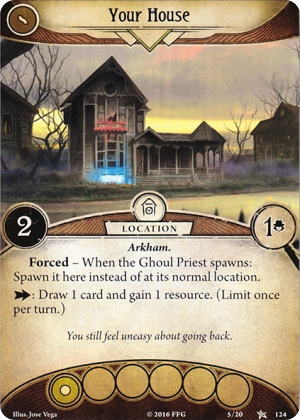 Your House
2
LOCATION
1
Arkham.
Forced – When the Ghoul Priest spawns:
Spawn it here instead of at its normal location.
: Draw 1 card and gain 1 resource. (Limit once
per turn.)
You still feel uneasy about going back.
Illus. Jose Vega
© 2016 FFG
5/20
124